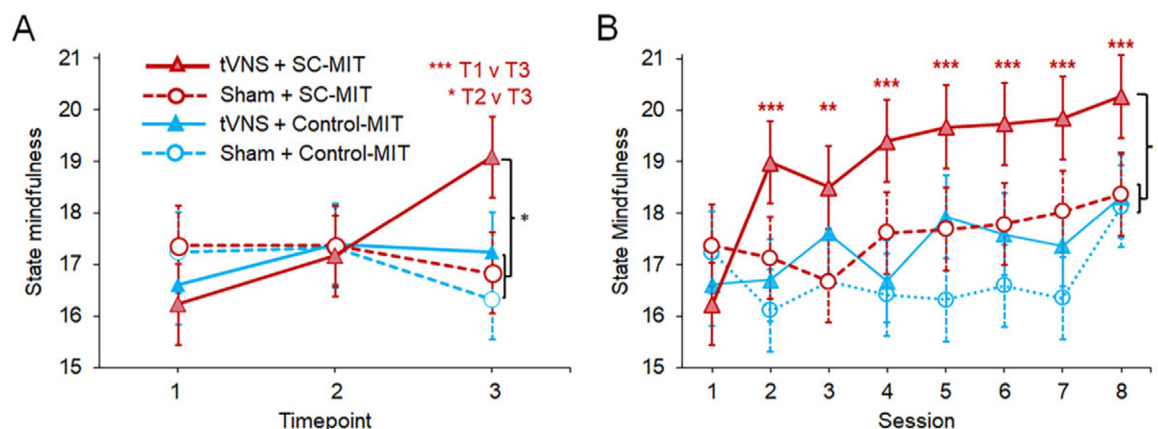 A
State mindfulness
21
20
19
18
17
16
15
tVNS + SC-MIT
Sham + SC-MIT
tVNS + Control-MIT
Sham + Control-MIT
*** T1 v T3
* T2 v T3
*
1 2 3
Timepoint
B
State Mindfulness
21
20
19
18
17
16
15
*** ** *** *** *** *** ***
1 2 3 4 5 6 7 8
Session